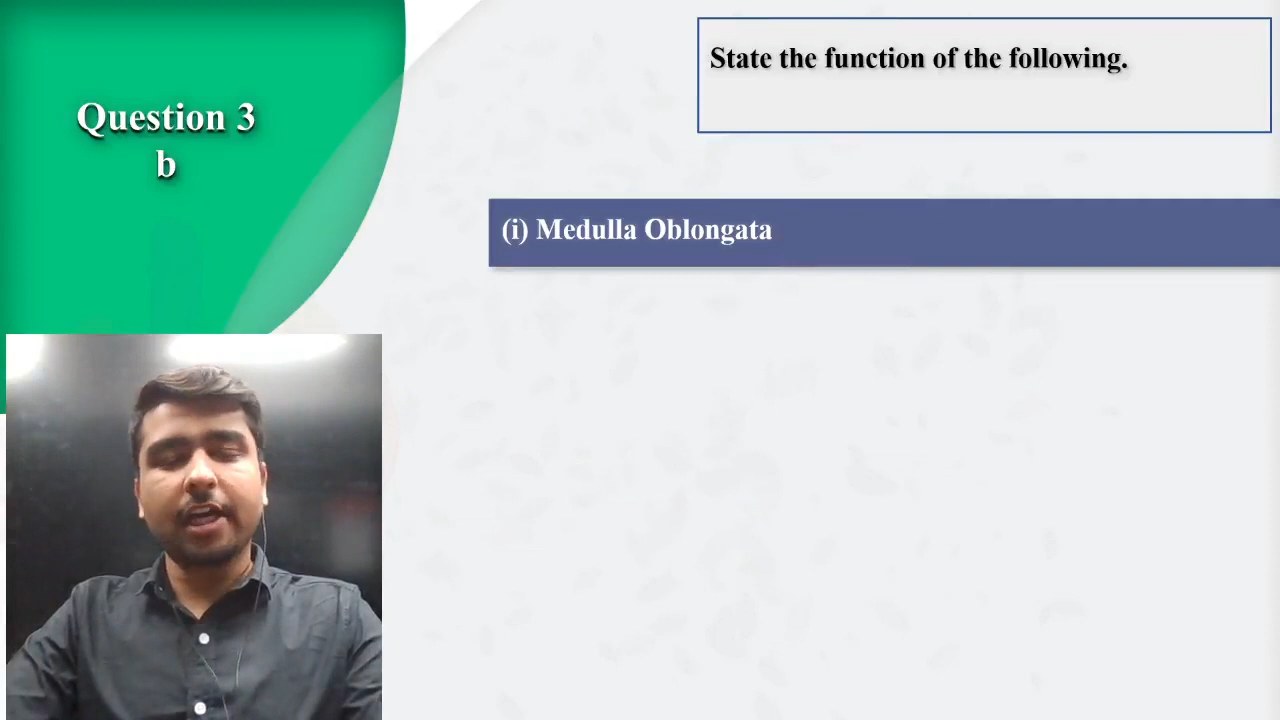 Question 3
b
State the function of the following.
(i) Medulla Oblongata